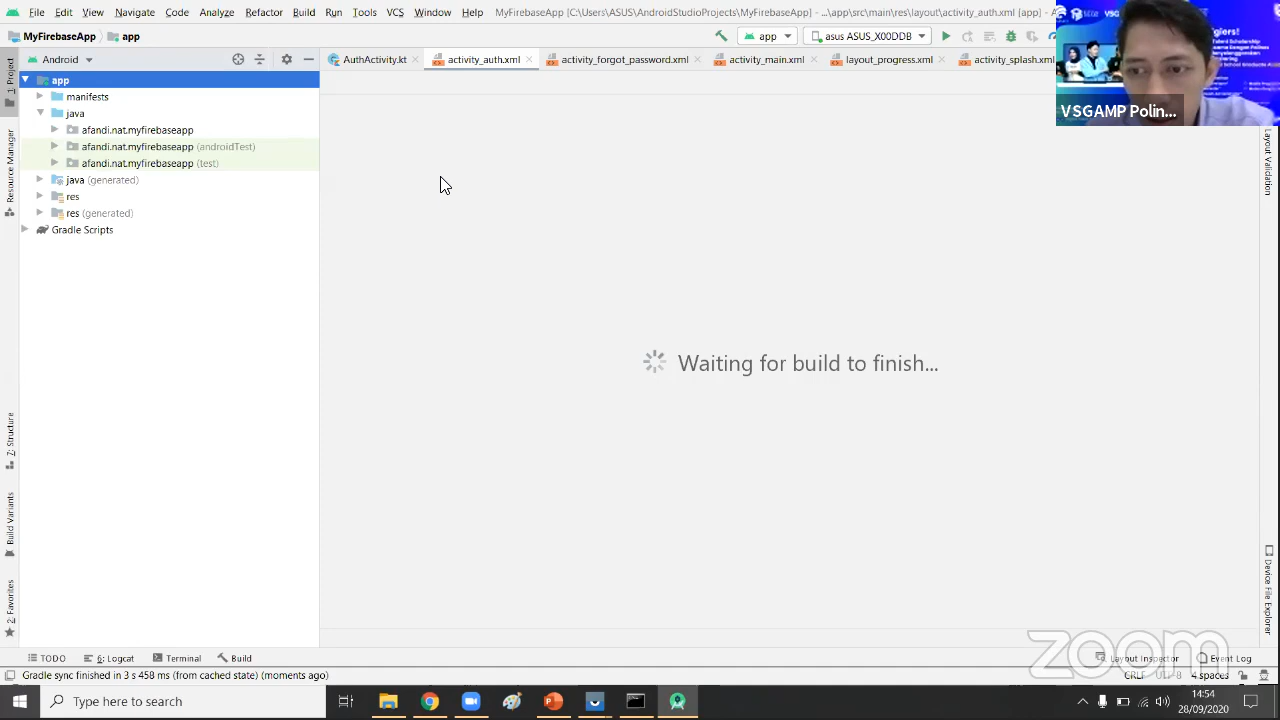 File Edit View Navigate Code Analyze Refactor Build Run Tools VCS Window Help MyFirebaseApp [C:\Users\ASUS\AndroidStudioProjects\MyFirebaseApp] - ...\app\src\main\res\layout\activity_auth.xml [app] - A
VSG
giers!
MyFirebaseApp app
app asus ASUS_X00DDB
1: Project
Android
activity_auth.xml activity_forgot_password.xml activity_main.xml layout_progress.xml activity_splash.xml
VSGAMP Polin...
app
manifests
java
afandi.nat.myfirebaseapp
afandi.nat.myfirebaseapp (androidTest)
afandi.nat.myfirebaseapp (test)
java (generated)
res
res (generated)
Gradle Scripts
Resource Manager
Layout Validation
Waiting for build to finish...
Z: Structure
Build Variants
2: Favorites
Device File Explorer
zoom
TODO 6: Logcat Terminal Build Layout Inspector Event Log
Gradle sync finished in 3 s 458 ms (from cached state) (moments ago) CRLF UTF-8 4 spaces
Type here to search
14:54
28/09/2020